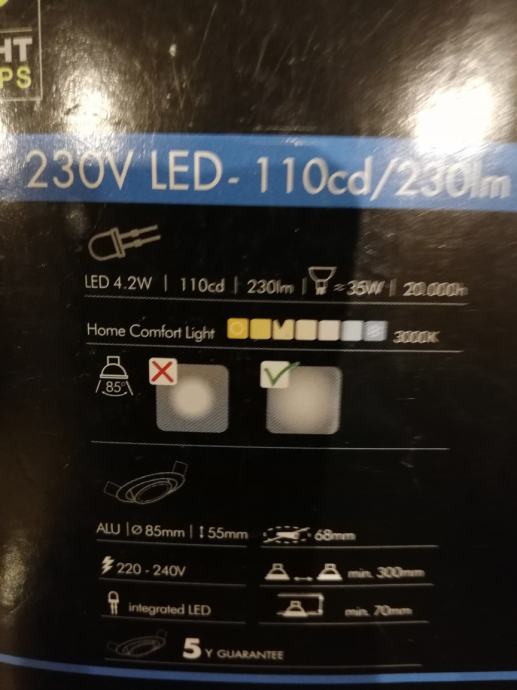 HT
PS
230V LED - 110cd/230lm
LED 4.2W | 110cd | 230lm | ≈35W | 20.000h
Home Comfort Light 3000K
85°
ALU | Ø 85mm | ↕ 55mm 68mm
220 - 240V min. 300mm
integrated LED min. 70mm
5 Y GUARANTEE